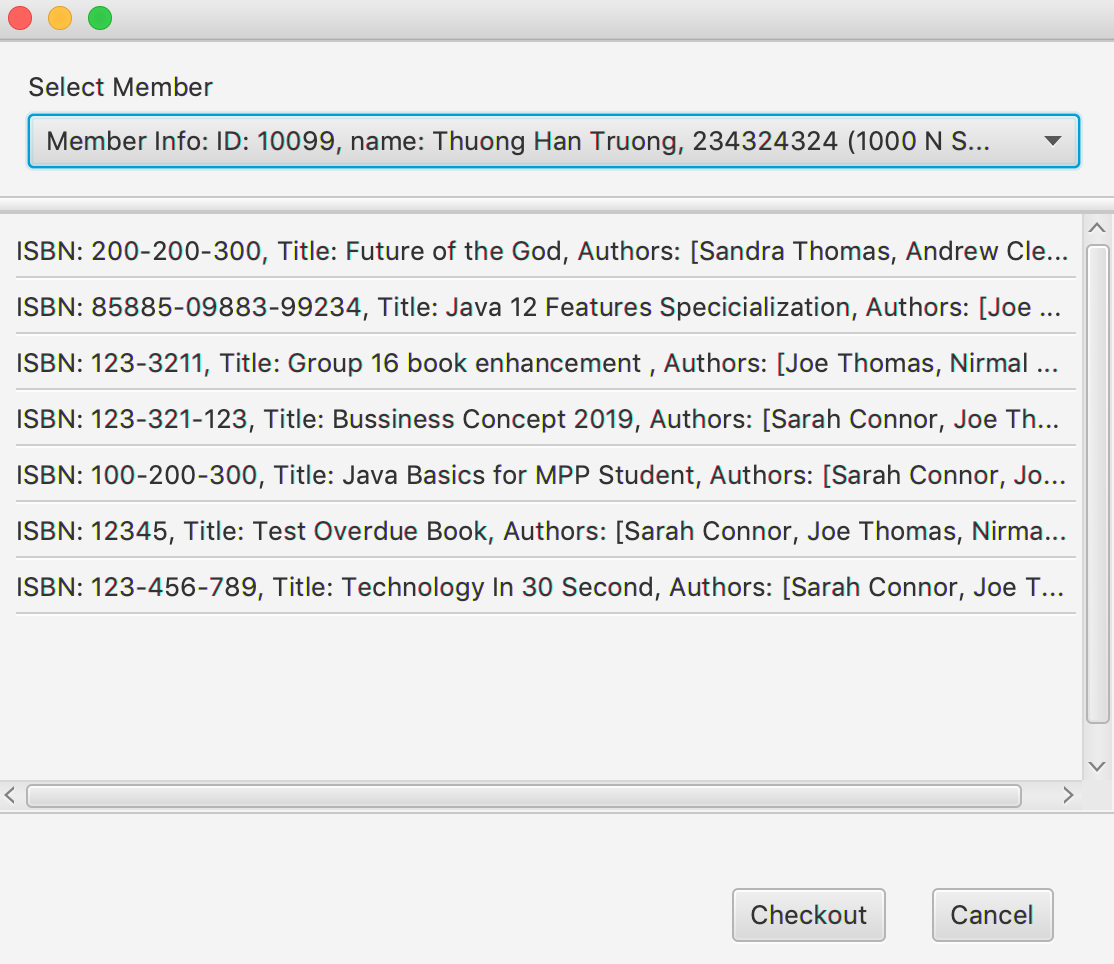 Select Member
Member Info: ID: 10099, name: Thuong Han Truong, 234324324 (1000 N S...
ISBN: 200-200-300, Title: Future of the God, Authors: [Sandra Thomas, Andrew Cle...
ISBN: 85885-09883-99234, Title: Java 12 Features Specicialization, Authors: [Joe ...
ISBN: 123-3211, Title: Group 16 book enhancement , Authors: [Joe Thomas, Nirmal ...
ISBN: 123-321-123, Title: Bussiness Concept 2019, Authors: [Sarah Connor, Joe Th...
ISBN: 100-200-300, Title: Java Basics for MPP Student, Authors: [Sarah Connor, Jo...
ISBN: 12345, Title: Test Overdue Book, Authors: [Sarah Connor, Joe Thomas, Nirma...
ISBN: 123-456-789, Title: Technology In 30 Second, Authors: [Sarah Connor, Joe T...
Checkout
Cancel